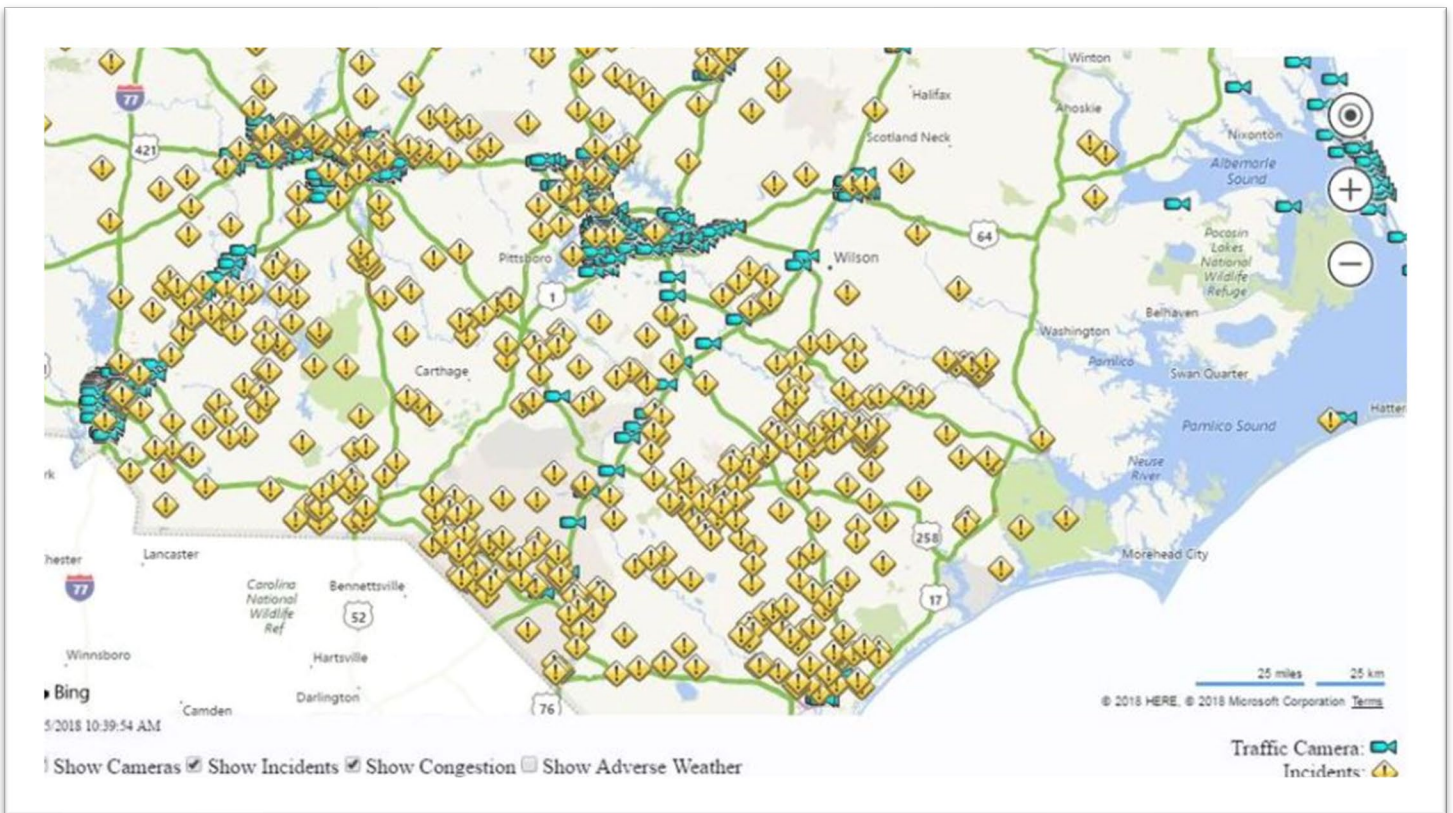 Winton
77
Halifax
Ahoskie
421
Scotland Neck
Nixonton
Albemarle
Sound
64
Pocosin
Lakes
National
Wildlife
Refuge
Pittsboro
Wilson
1
Belhaven
Washington
Pamlico
Swan Quarter
Carthage
Hatter
Pamlico Sound
Neuse
River
rk
258
Morehead City
hester
Lancaster
77
Carolina
National
Wildlife
Ref
Bennettsville
52
17
Winnsboro
Hartsville
25 miles
25 km
Bing
Darlington
Camden
76
© 2018 HERE, © 2018 Microsoft Corporation Terms
5/2018 10:39:54 AM
Traffic Camera:
Show Cameras Show Incidents Show Congestion Show Adverse Weather
Incidents: